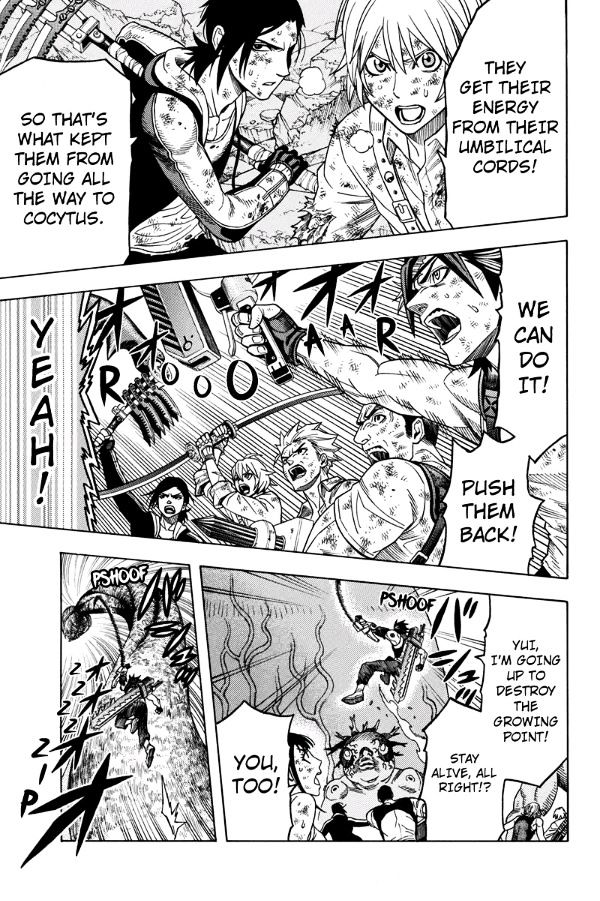 THEY
GET THEIR
ENERGY
FROM THEIR
UMBILICAL
CORDS!
SO THAT'S
WHAT KEPT
THEM FROM
GOING ALL
THE WAY TO
COCYTUS.
WE
CAN
DO
IT!
ROOOAAR
PUSH
THEM
BACK!
YEAH!
YUI,
I'M GOING
UP TO
DESTROY
THE
GROWING
POINT!
STAY
ALIVE, ALL
RIGHT!?
PSHOOF
YOU,
TOO!
PSHOOF
ZZZZIP